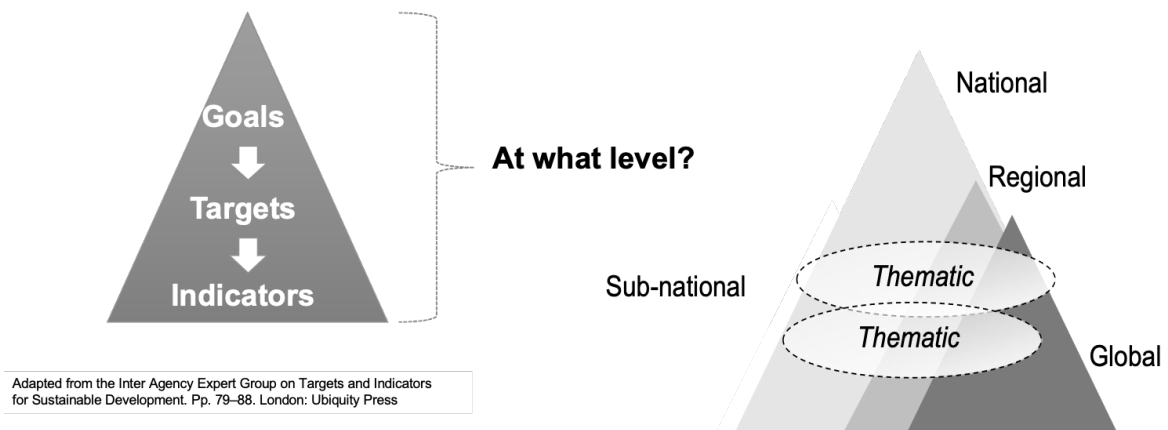 Goals
Targets
Indicators
At what level?
National
Regional
Sub-national
Thematic
Thematic
Global
Adapted from the Inter Agency Expert Group on Targets and Indicators
for Sustainable Development. Pp. 79–88. London: Ubiquity Press